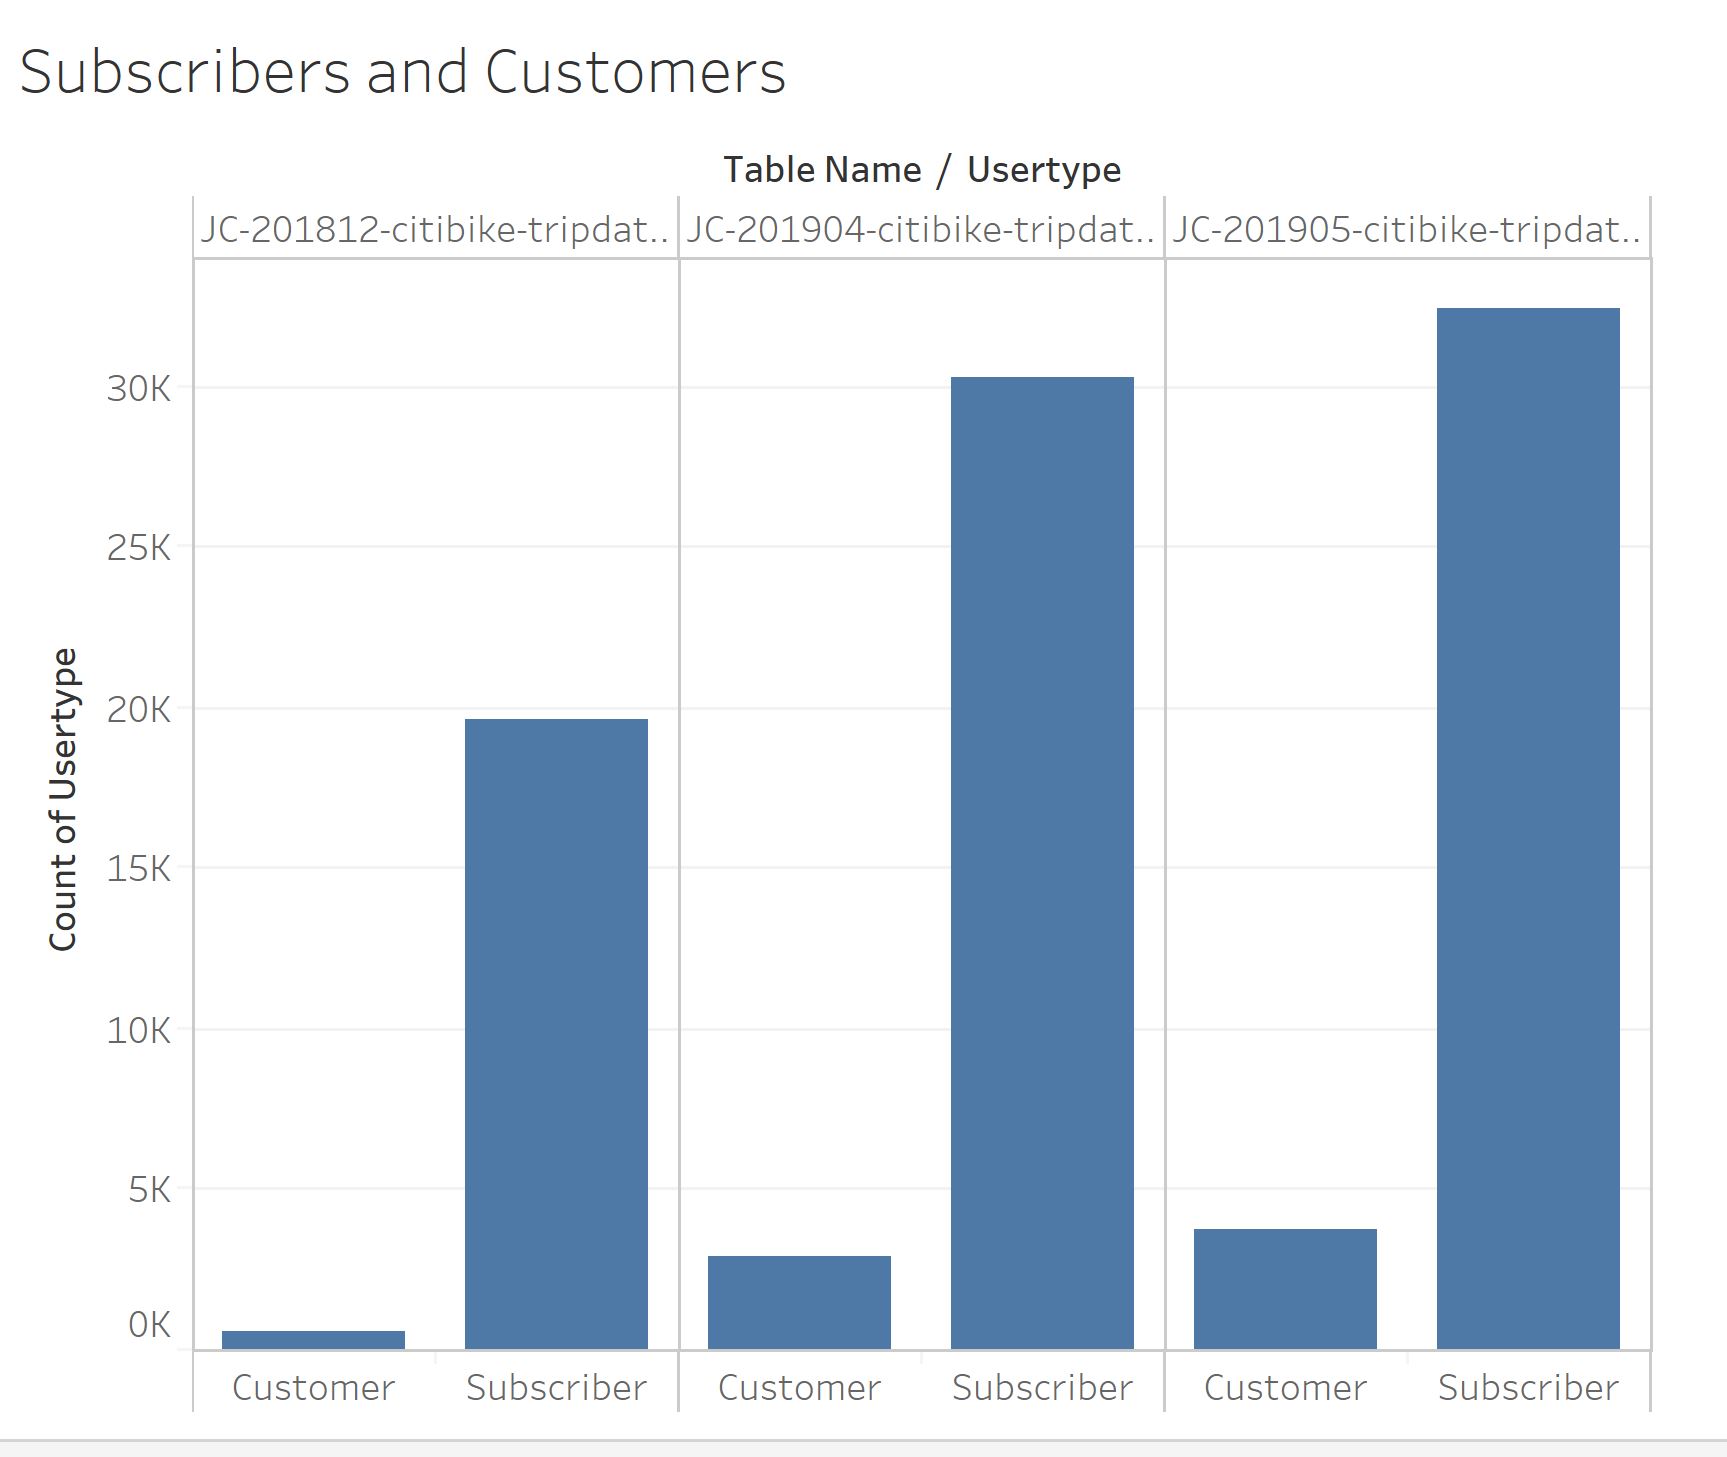 Subscribers and Customers
Table Name / Usertype
JC-201812-citibike-tripdat.. JC-201904-citibike-tripdat.. JC-201905-citibike-tripdat..
Count of Usertype
30K
25K
20K
15K
10K
5K
0K
Customer Subscriber Customer Subscriber Customer Subscriber